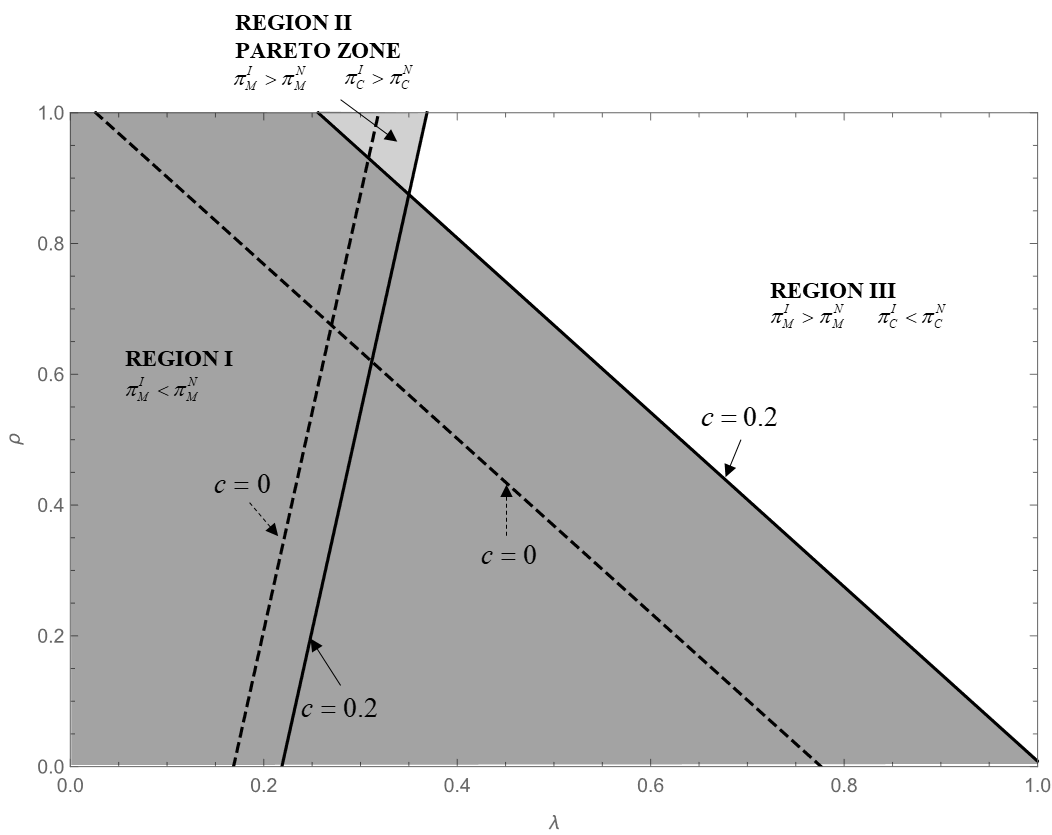 REGION II
PARETO ZONE
π_M^I > π_M^N π_C^I > π_C^N
1.0
0.8
REGION III
π_M^I > π_M^N π_C^I < π_C^N
REGION I
π_M^I < π_M^N
0.6
c = 0.2
ρ
c = 0
0.4
c = 0
0.2
c = 0.2
0.0
0.0 0.2 0.4 0.6 0.8 1.0
λ